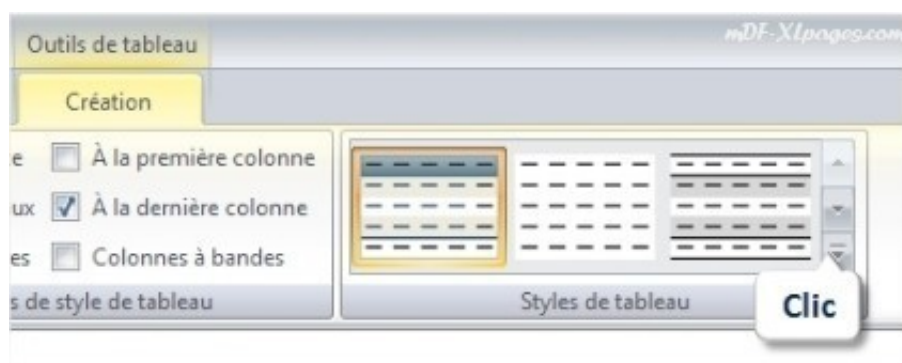 Outils de tableau
mDF-XLpages.com
Création
e À la première colonne
ux À la dernière colonne
es Colonnes à bandes
s de style de tableau
Styles de tableau
Clic